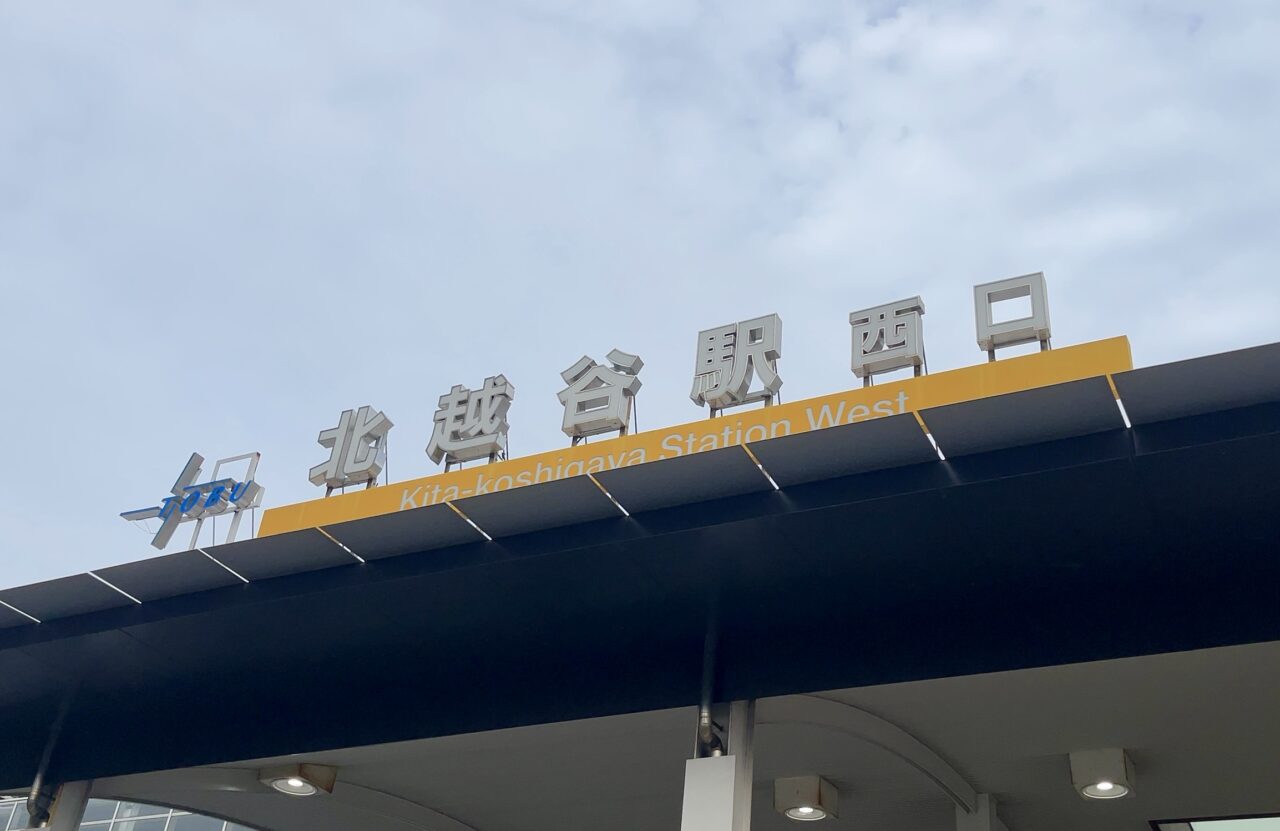 TOBU
北越谷駅西口
Kita-koshigaya Station West